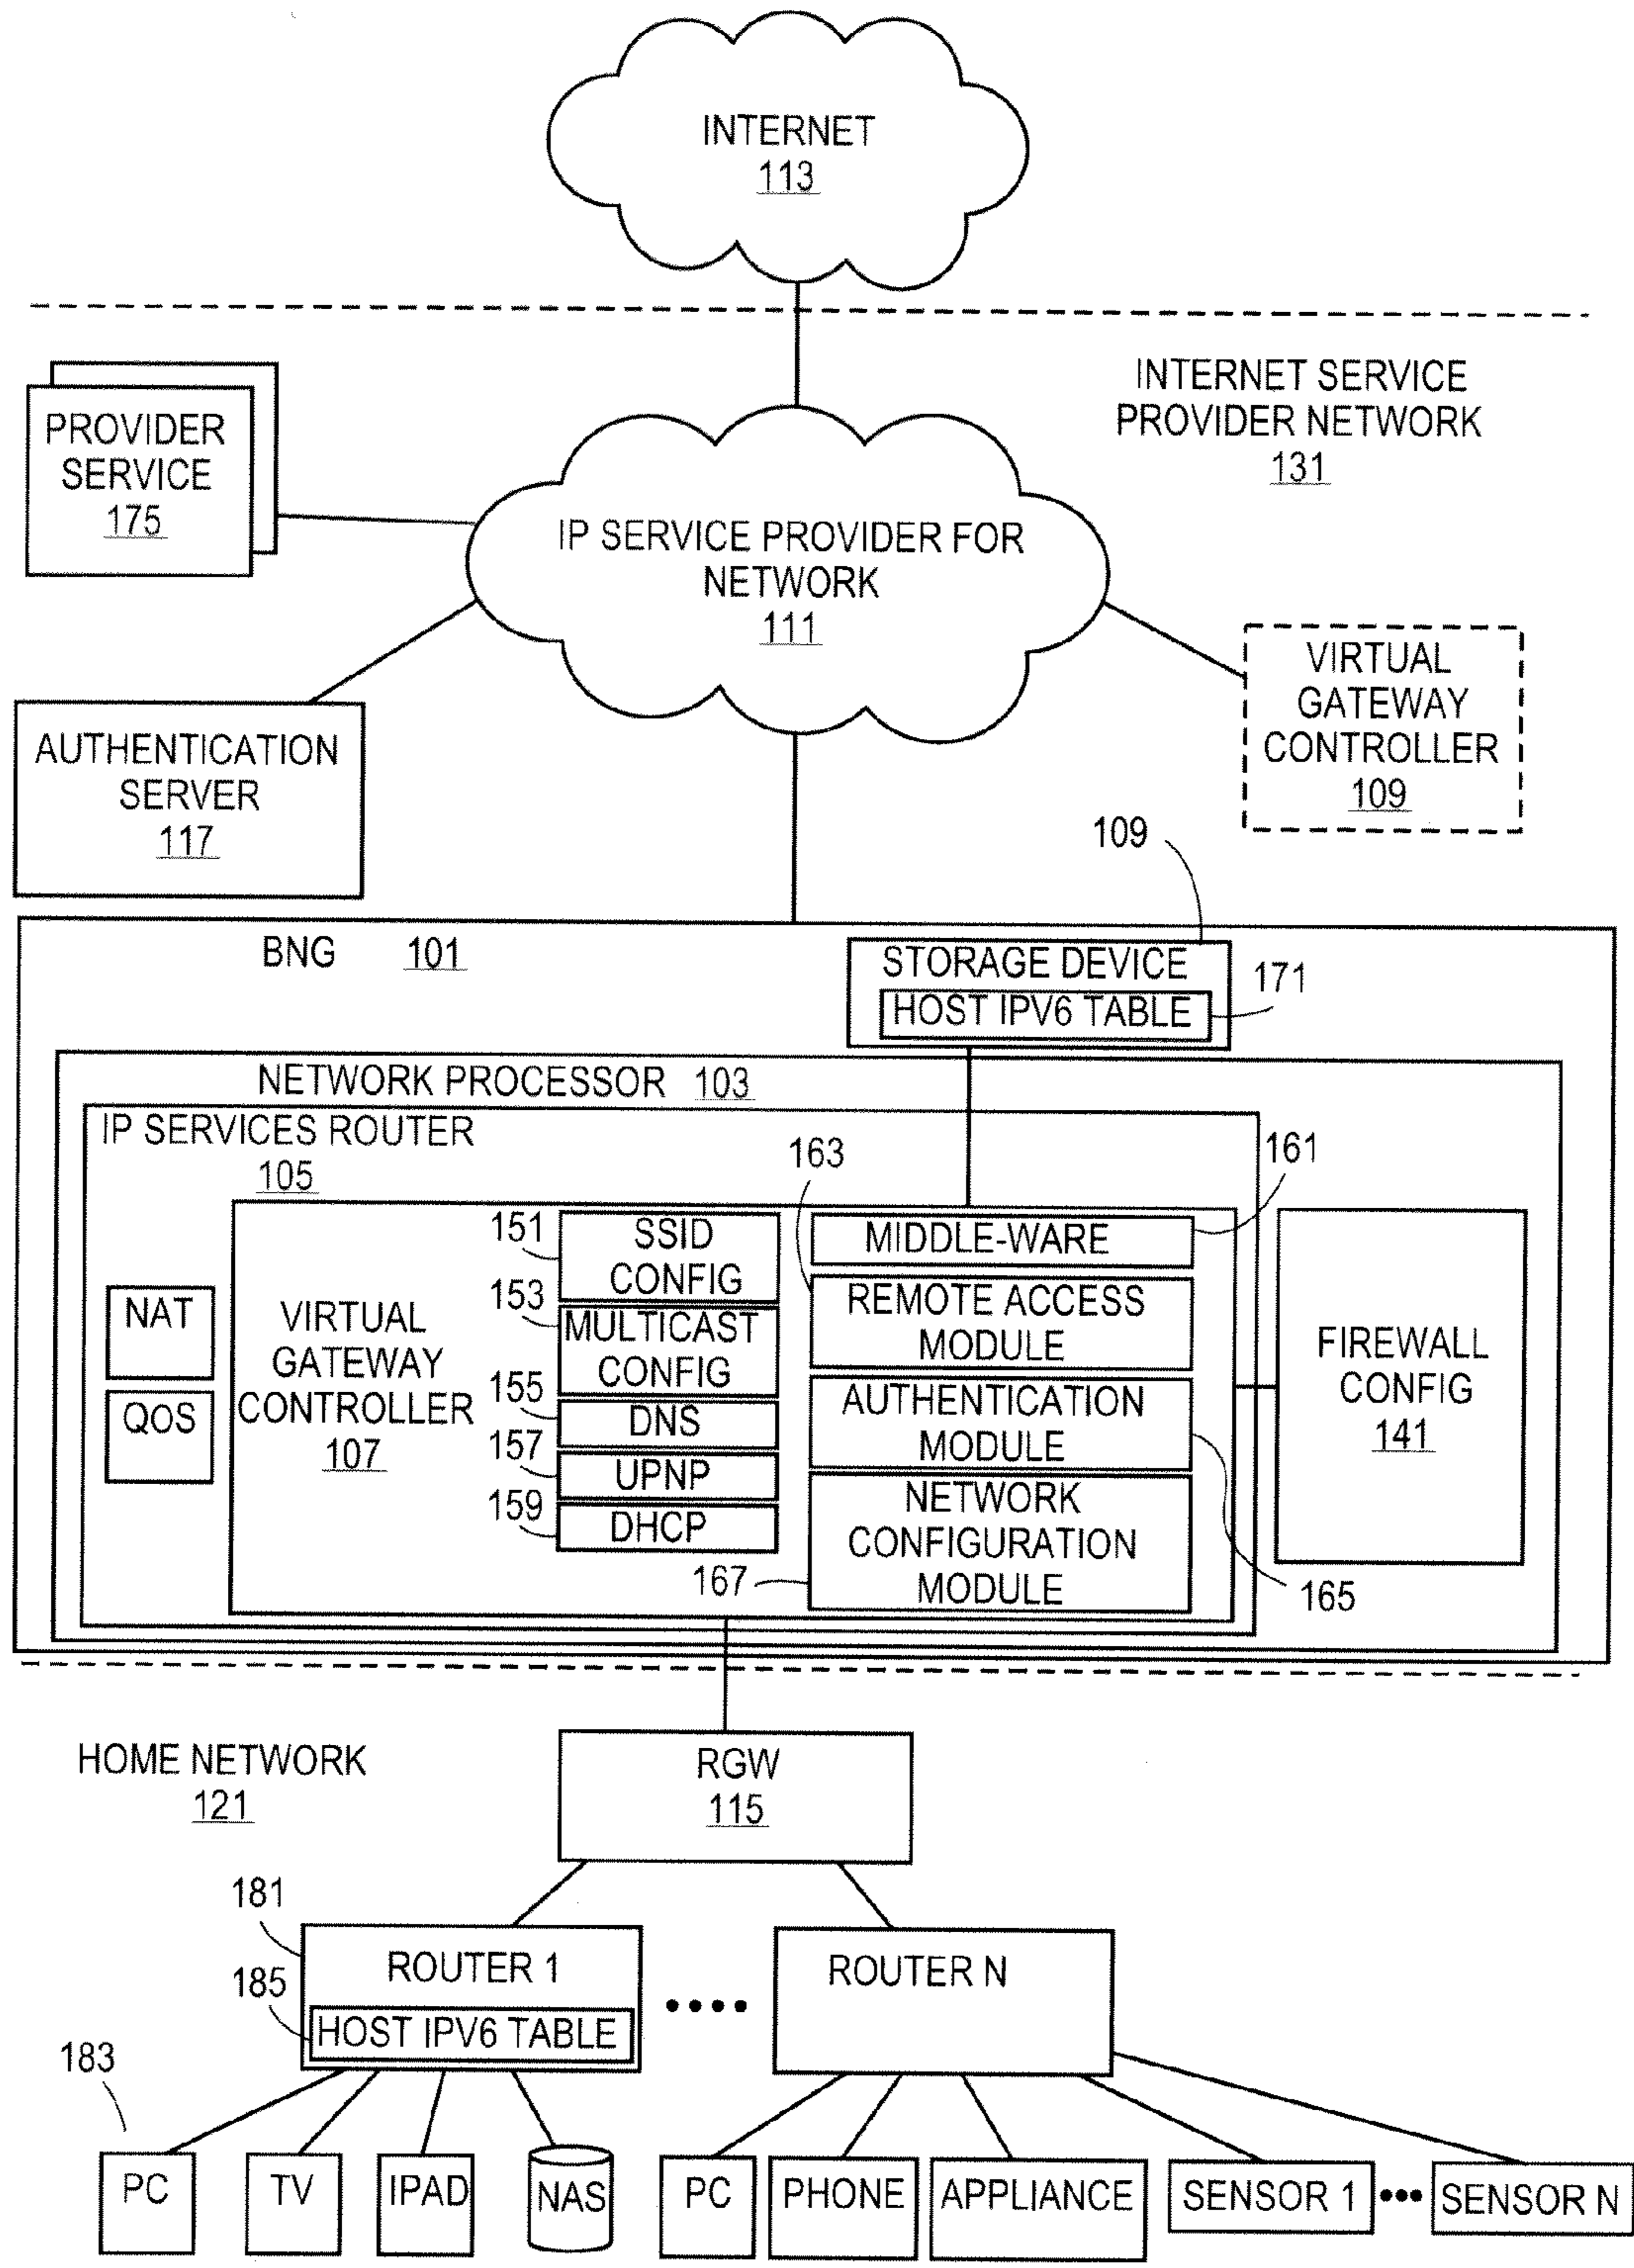 INTERNET
113
INTERNET SERVICE
PROVIDER NETWORK
131
PROVIDER
SERVICE
175
IP SERVICE PROVIDER FOR
NETWORK
111
VIRTUAL
GATEWAY
CONTROLLER
109
AUTHENTICATION
SERVER
117
109
BNG 101
STORAGE DEVICE
HOST IPV6 TABLE
171
NETWORK PROCESSOR 103
IP SERVICES ROUTER
105
163
161
NAT
QOS
VIRTUAL
GATEWAY
CONTROLLER
107
151
SSID
CONFIG
153
MULTICAST
CONFIG
155
DNS
157
UPNP
159
DHCP
MIDDLE-WARE
REMOTE ACCESS
MODULE
AUTHENTICATION
MODULE
NETWORK
CONFIGURATION
MODULE
167
165
FIREWALL
CONFIG
141
HOME NETWORK
121
RGW
115
181
ROUTER 1
185
HOST IPV6 TABLE
ROUTER N
183
PC
TV
IPAD
NAS
PC
PHONE
APPLIANCE
SENSOR 1
SENSOR N